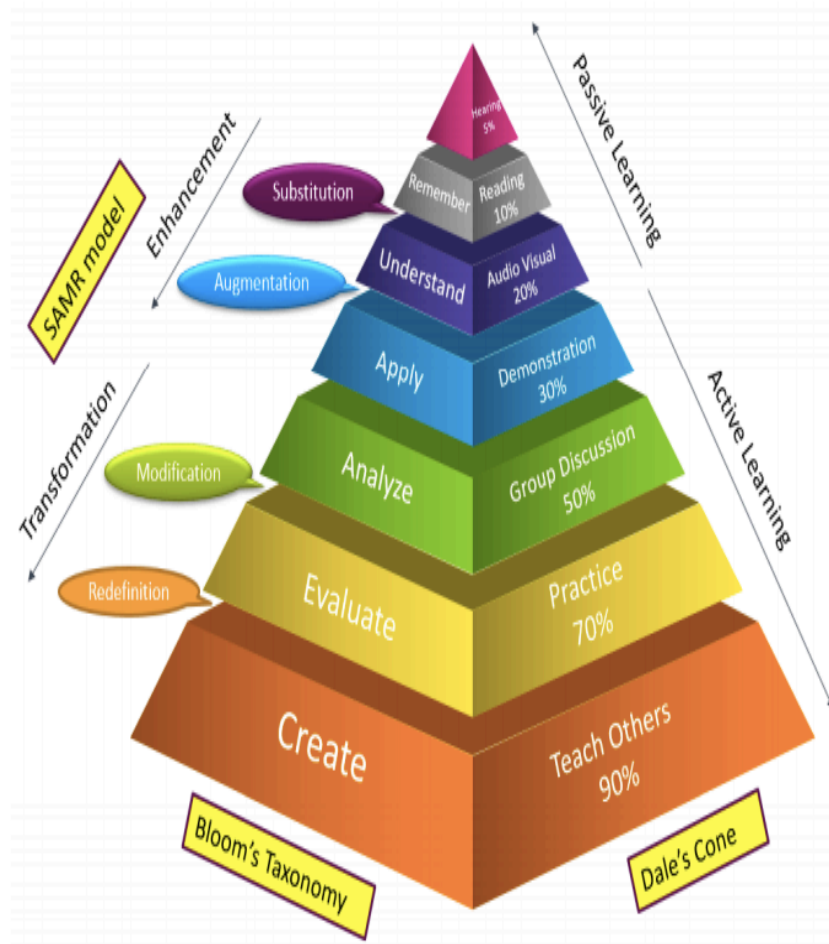 Hearing
5%
Passive Learning
Enhancement
SAMR model
Substitution
Remember
Reading
10%
Augmentation
Understand
Audio Visual
20%
Apply
Demonstration
30%
Active Learning
Transformation
Modification
Analyze
Group Discussion
50%
Redefinition
Evaluate
Practice
70%
Create
Teach Others
90%
Bloom's Taxonomy
Dale's Cone